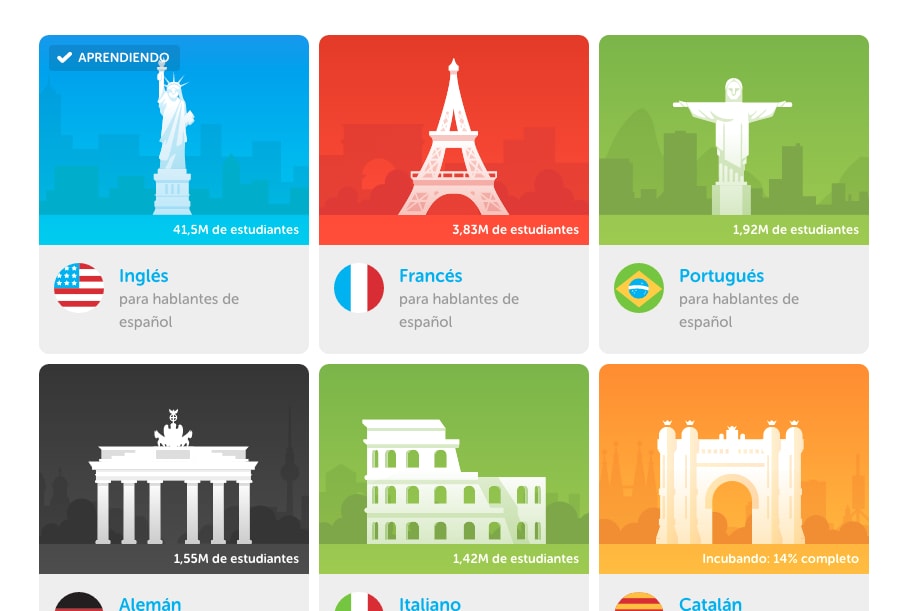 APRENDIENDO
41,5M de estudiantes
3,83M de estudiantes
1,92M de estudiantes
Inglés
para hablantes de
español
Francés
para hablantes de
español
Portugués
para hablantes de
español
1,55M de estudiantes
1,42M de estudiantes
Incubando: 14% completo
Alemán
Italiano
Catalán